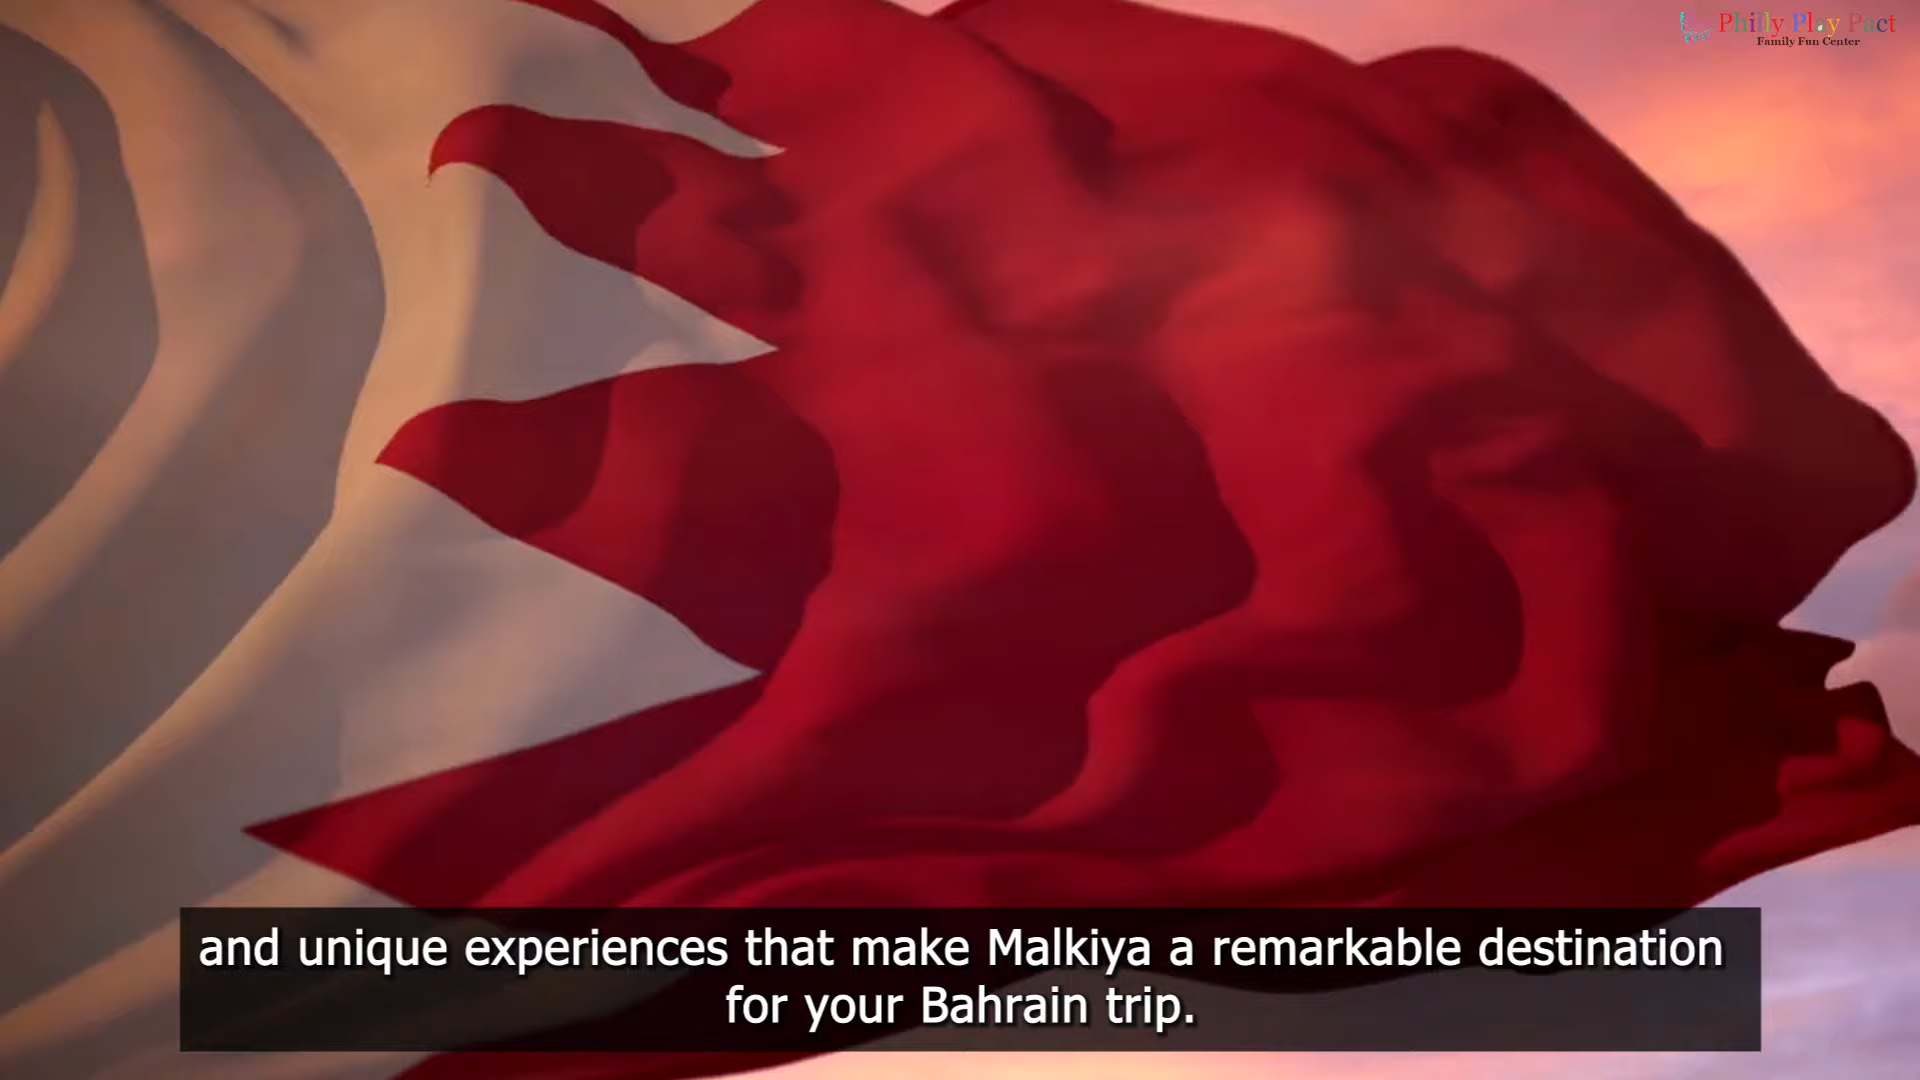 Philly Play Pact
Family Fun Center
and unique experiences that make Malkiya a remarkable destination
for your Bahrain trip.